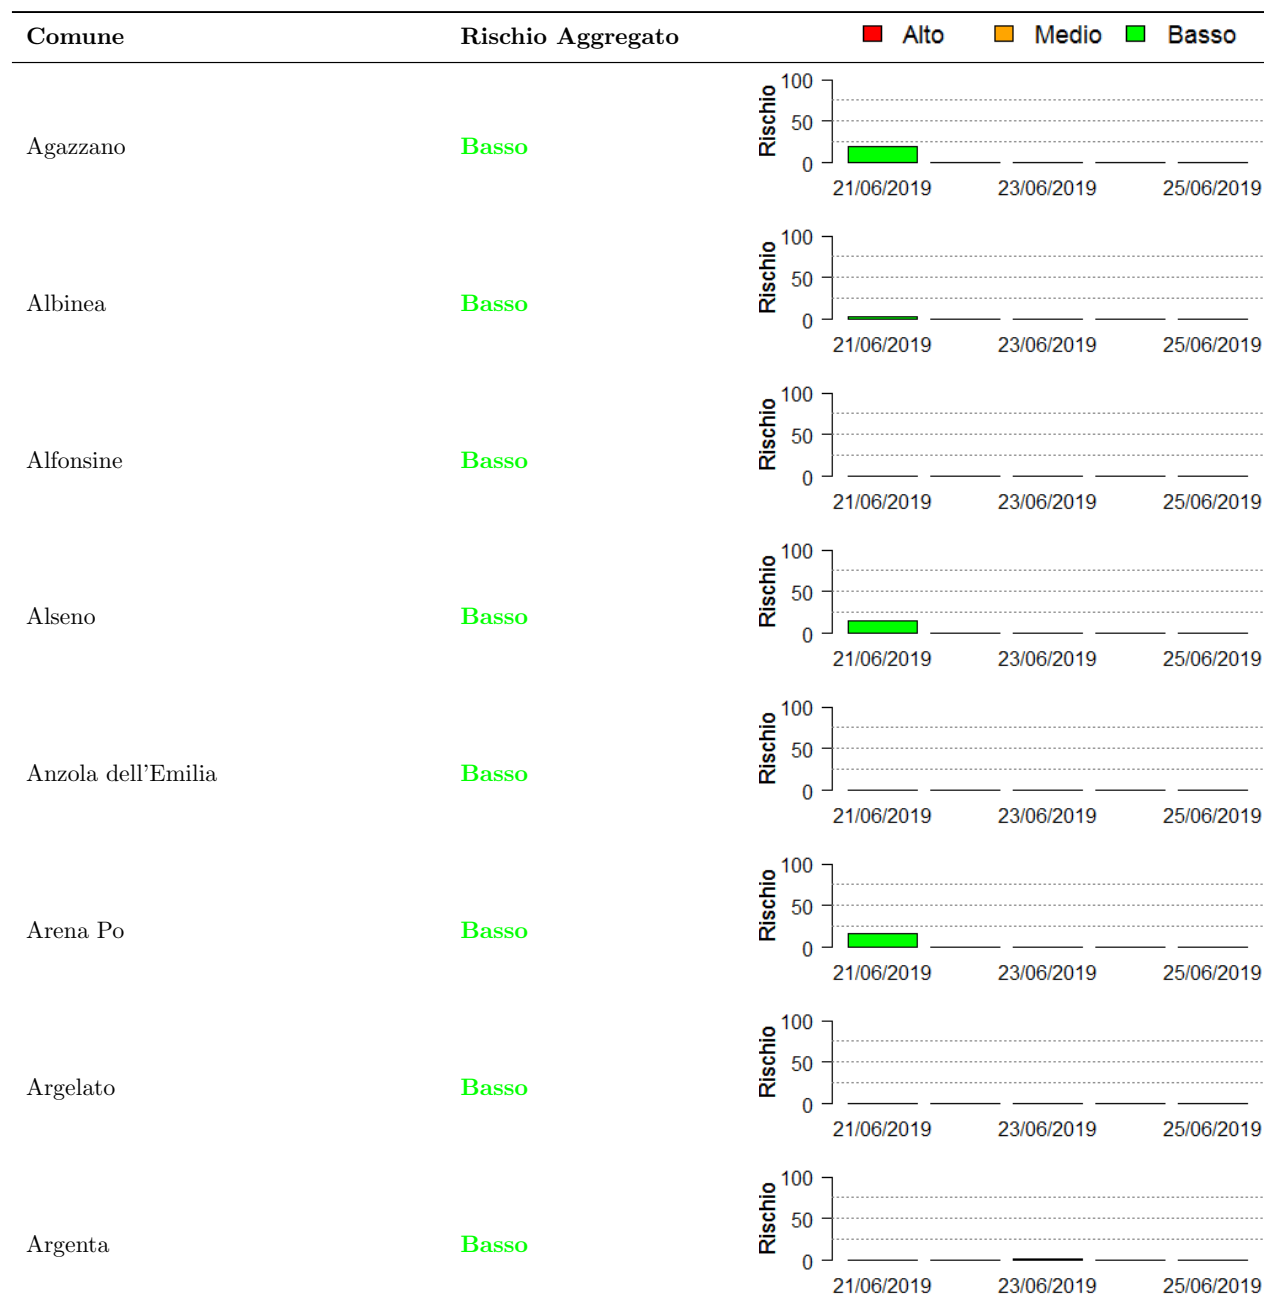 Comune Rischio Aggregato Alto Medio Basso
Agazzano Basso Rischio 100 50 0
21/06/2019 23/06/2019 25/06/2019
Albinea Basso Rischio 100 50 0
21/06/2019 23/06/2019 25/06/2019
Alfonsine Basso Rischio 100 50 0
21/06/2019 23/06/2019 25/06/2019
Alseno Basso Rischio 100 50 0
21/06/2019 23/06/2019 25/06/2019
Anzola dell'Emilia Basso Rischio 100 50 0
21/06/2019 23/06/2019 25/06/2019
Arena Po Basso Rischio 100 50 0
21/06/2019 23/06/2019 25/06/2019
Argelato Basso Rischio 100 50 0
21/06/2019 23/06/2019 25/06/2019
Argenta Basso Rischio 100 50 0
21/06/2019 23/06/2019 25/06/2019